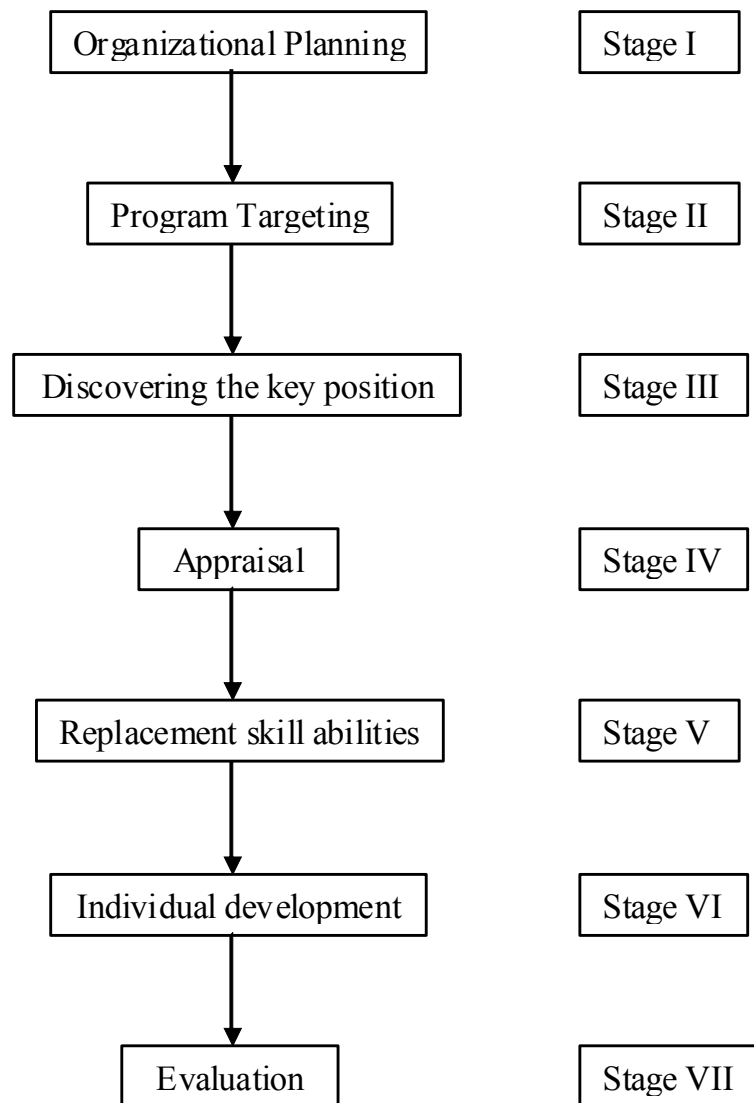 Organizational Planning
Stage I
Program Targeting
Stage II
Discovering the key position
Stage III
Appraisal
Stage IV
Replacement skill abilities
Stage V
Individual development
Stage VI
Evaluation
Stage VII